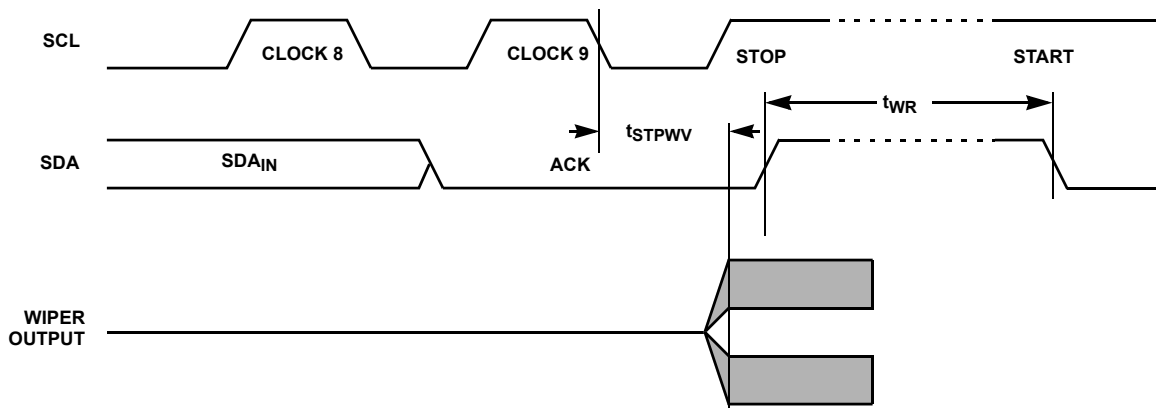 SCL
CLOCK 8
CLOCK 9
STOP
START
tWR
tSTPWV
SDA
SDAIN
ACK
WIPER
OUTPUT